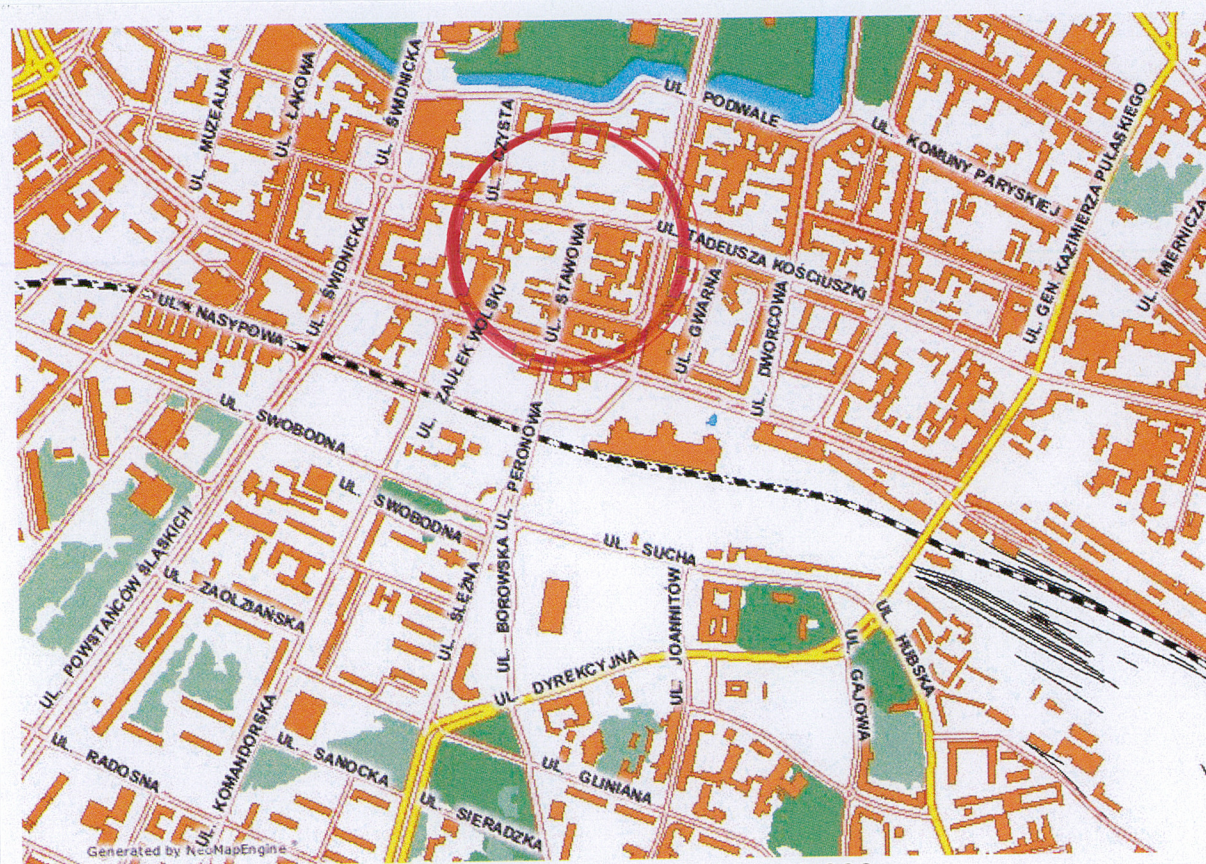 UL. MUZEALNA
UL. ŁĄKOWA
UL. ŚWIDNICKA
UL. CZYSTA
UL. PODWALE
UL. KOMUNY PARYSKIEJ
UL. GEN. KAZIMIERZA PUŁASKIEGO
UL. MIERNICZA
UL. ŚWIDNICKA
UL. STAWOWA
UL. TADEUSZA KOŚCIUSZKI
UL. NASYPOWA
UL. ZAUŁEK WOLSKI
UL. GWARNA
UL. DWORCOWA
UL. SWOBODNA
UL. PERONOWA
UL. SWOBODNA
UL. SUCHA
UL. POWSTAŃCÓW ŚLĄSKICH
UL. ZAOLZIAŃSKA
UL. ŚLEŻNA
UL. BOROWSKA
UL. JOANNITÓW
UL. HUBSKA
UL. GAJOWA
UL. DYREKCYJNA
UL. RADOSNA
UL. KOMANDORSKA
UL. SANOCKA
UL. GLINIANA
UL. SIERADZKA
Generated by NeoMapEngine